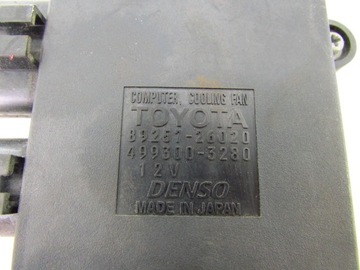 COMPUTER, COOLING FAN
TOYOTA
89257-26020
499300-3280
12V
DENSO
MADE IN JAPAN